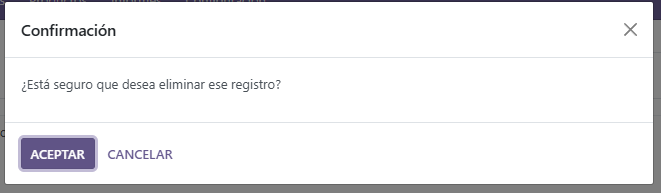 Confirmación
¿Está seguro que desea eliminar ese registro?
ACEPTAR
CANCELAR